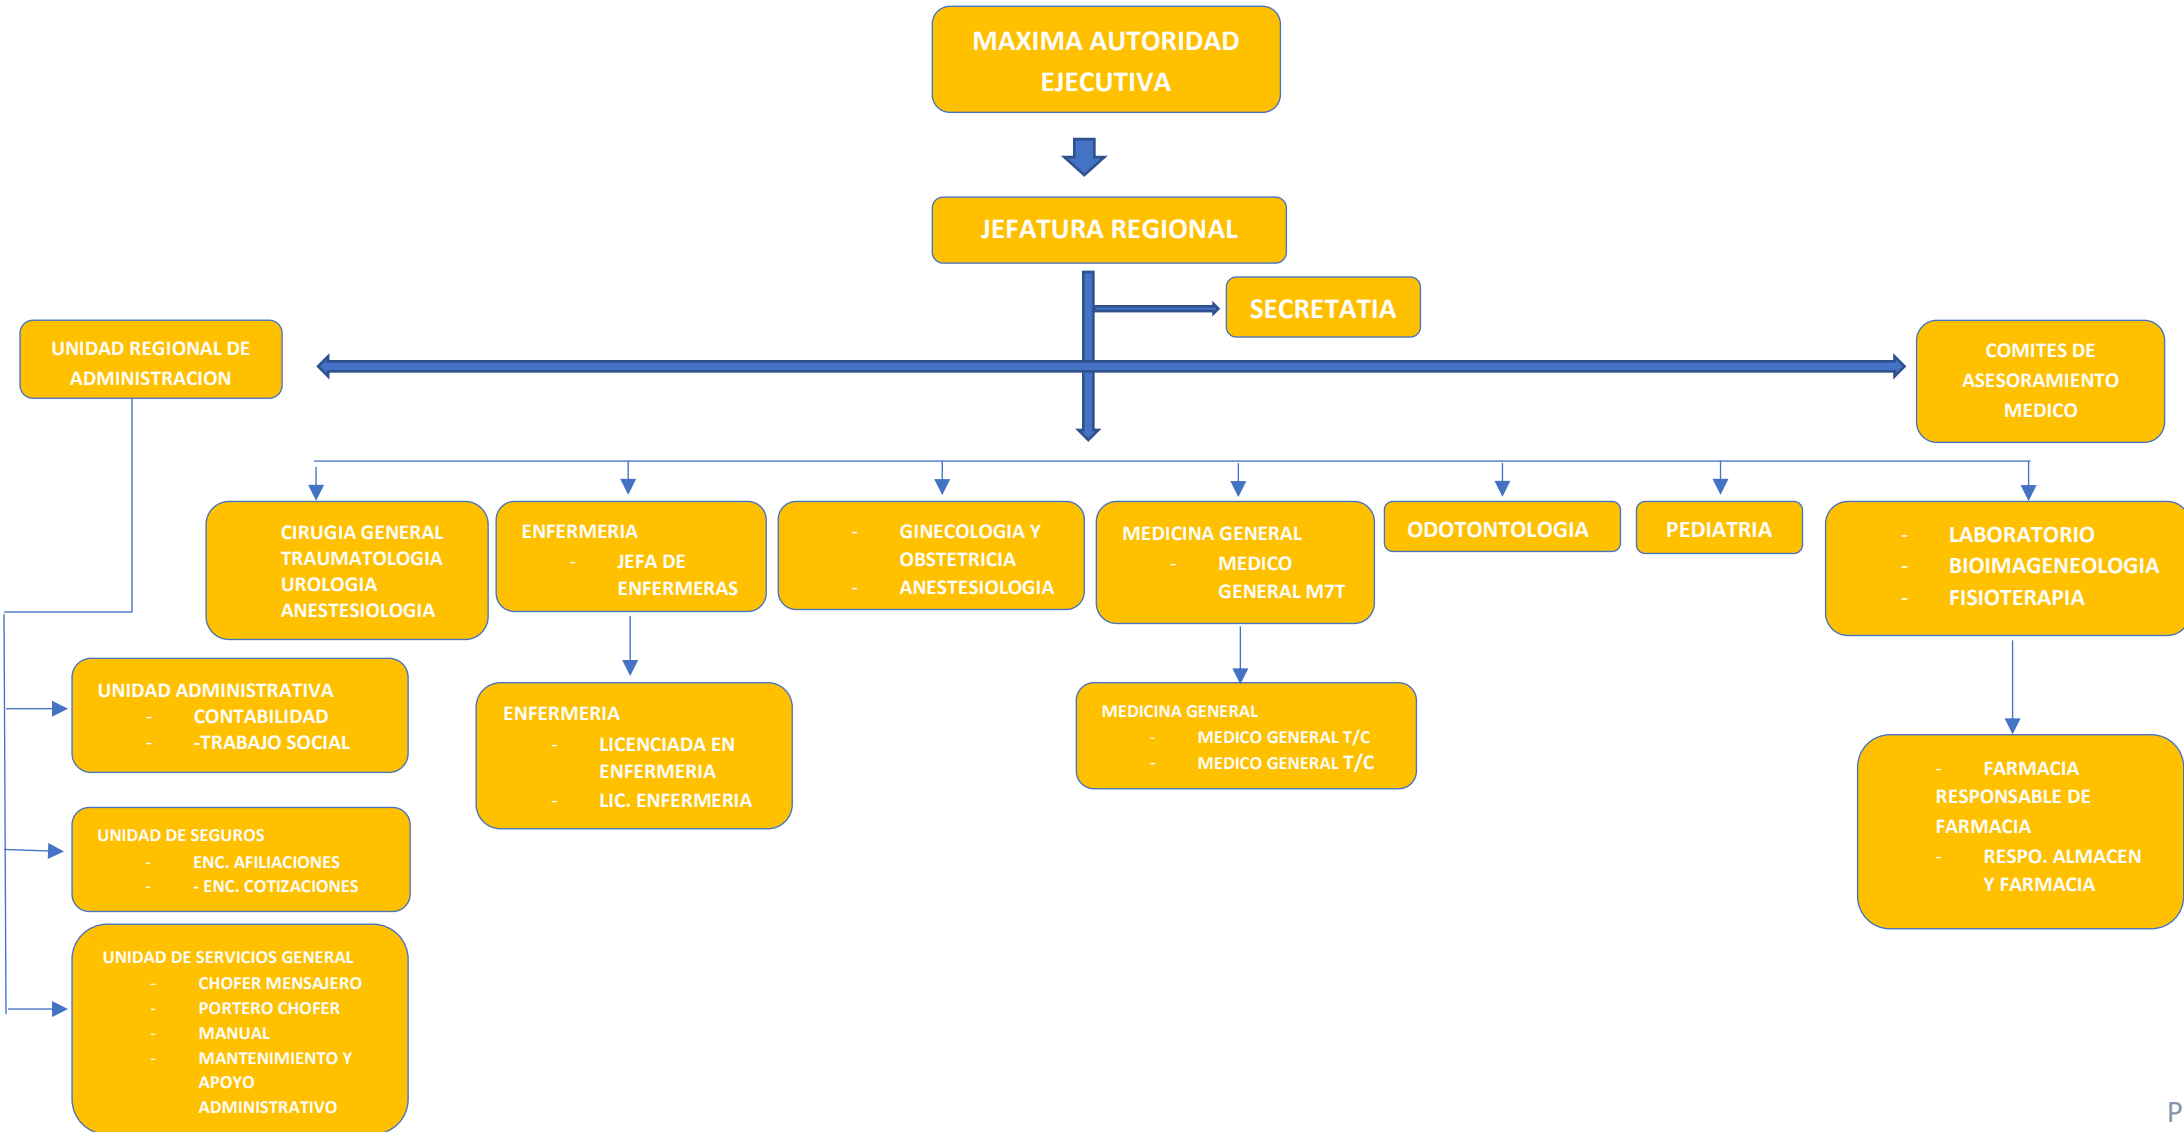 MAXIMA AUTORIDAD
EJECUTIVA
JEFATURA REGIONAL
SECRETATIA
UNIDAD REGIONAL DE
ADMINISTRACION
COMITES DE
ASESORAMIENTO
MEDICO
CIRUGIA GENERAL
TRAUMATOLOGIA
UROLOGIA
ANESTESIOLOGIA
ENFERMERIA
- JEFA DE
ENFERMERAS
- GINECOLOGIA Y
OBSTETRICIA
- ANESTESIOLOGIA
MEDICINA GENERAL
- MEDICO
GENERAL M7T
ODOTONTOLOGIA
PEDIATRIA
- LABORATORIO
- BIOIMAGENEOLOGIA
- FISIOTERAPIA
UNIDAD ADMINISTRATIVA
- CONTABILIDAD
- -TRABAJO SOCIAL
ENFERMERIA
- LICENCIADA EN
ENFERMERIA
- LIC. ENFERMERIA
MEDICINA GENERAL
- MEDICO GENERAL T/C
- MEDICO GENERAL T/C
- FARMACIA
RESPONSABLE DE
FARMACIA
- RESPO. ALMACEN
Y FARMACIA
UNIDAD DE SEGUROS
- ENC. AFILIACIONES
- - ENC. COTIZACIONES
UNIDAD DE SERVICIOS GENERAL
- CHOFER MENSAJERO
- PORTERO CHOFER
- MANUAL
- MANTENIMIENTO Y
APOYO
ADMINISTRATIVO
P